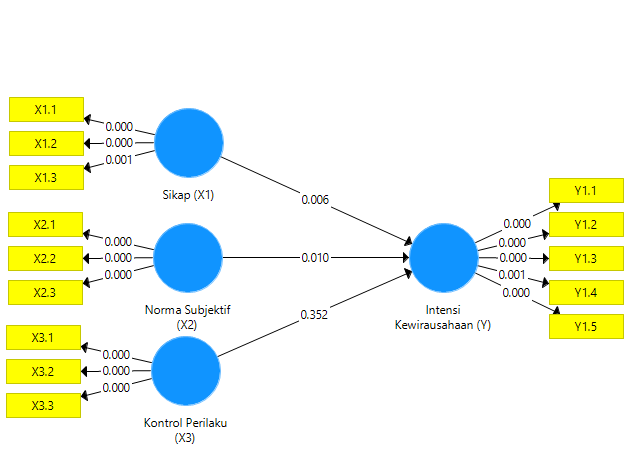 X1.1
0.000
X1.2
0.000
X1.3
0.001
Sikap (X1)
0.006
X2.1
0.000
X2.2
0.000
X2.3
0.000
Norma Subjektif
(X2)
0.010
X3.1
0.000
X3.2
0.000
X3.3
0.000
Kontrol Perilaku
(X3)
0.352
Intensi
Kewirausahaan (Y)
Y1.1
0.000
Y1.2
0.000
Y1.3
0.000
Y1.4
0.001
Y1.5
0.000